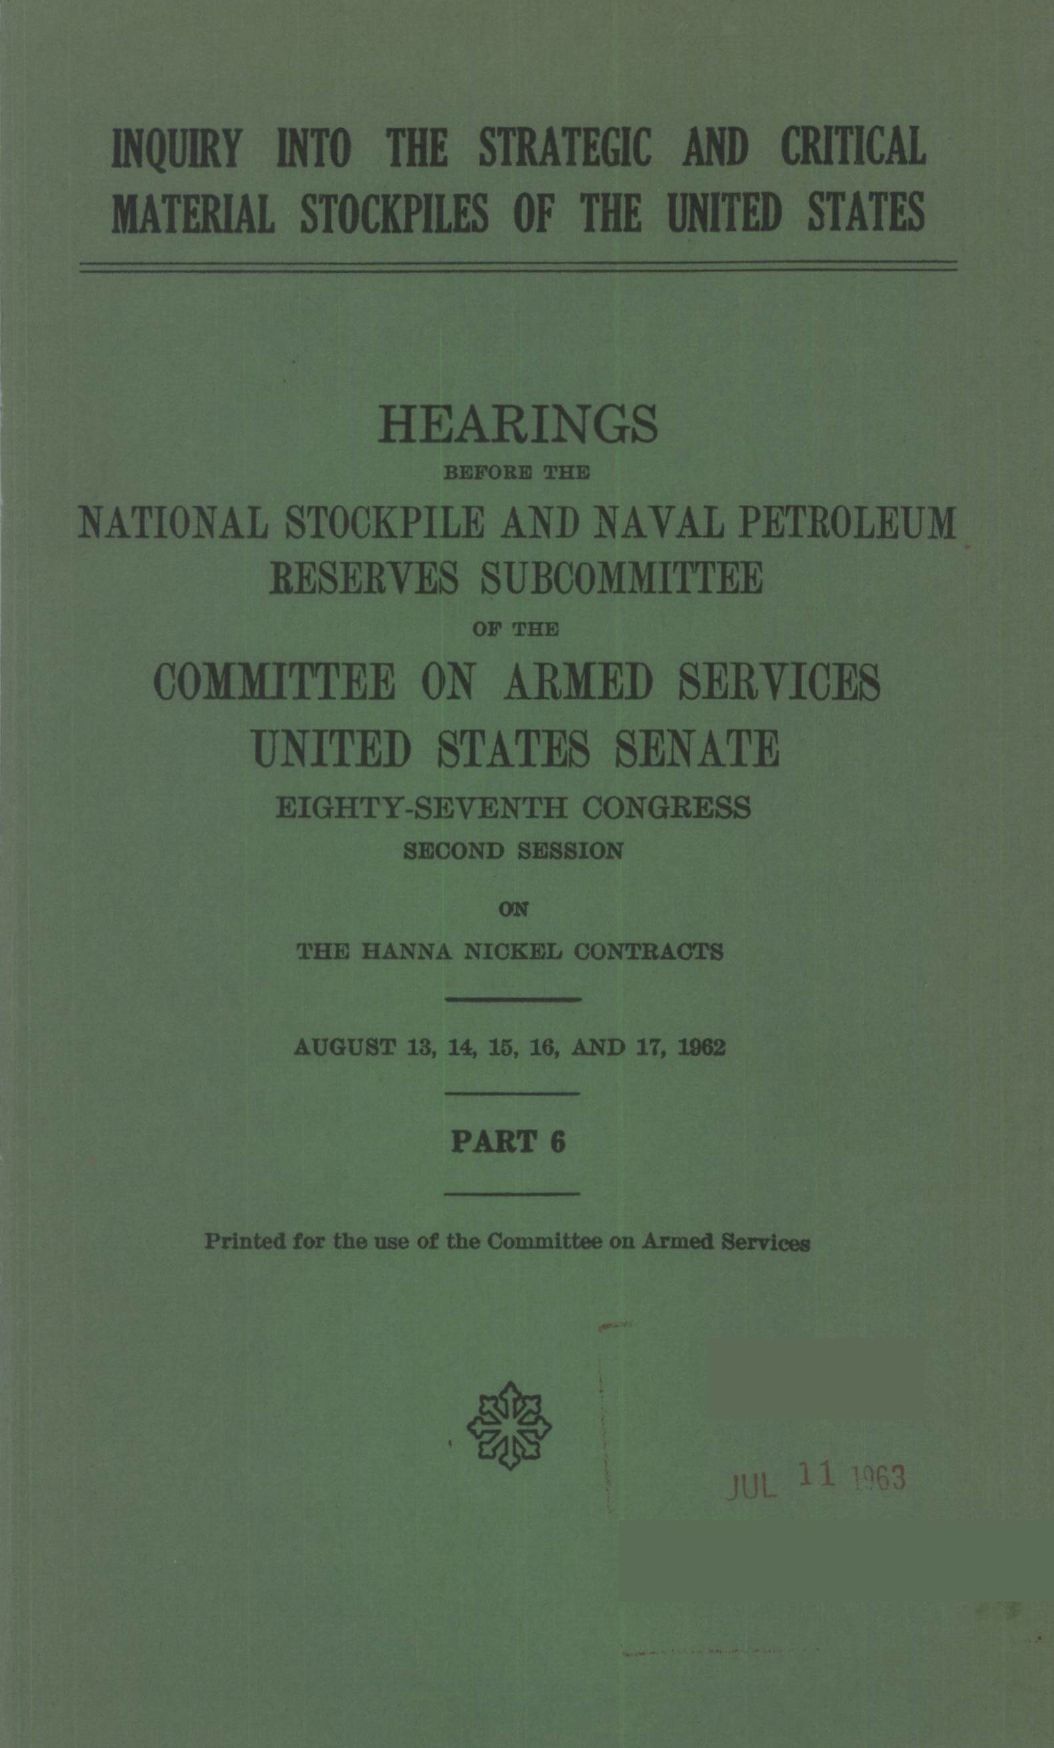 INQUIRY INTO THE STRATEGIC AND CRITICAL
MATERIAL STOCKPILES OF THE UNITED STATES
HEARINGS
BEFORE THE
NATIONAL STOCKPILE AND NAVAL PETROLEUM
RESERVES SUBCOMMITTEE
OF THE
COMMITTEE ON ARMED SERVICES
UNITED STATES SENATE
EIGHTY-SEVENTH CONGRESS
SECOND SESSION
ON
THE HANNA NICKEL CONTRACTS
AUGUST 13, 14, 15, 16, AND 17, 1962
PART 6
Printed for the use of the Committee on Armed Services
JUL 11 1963